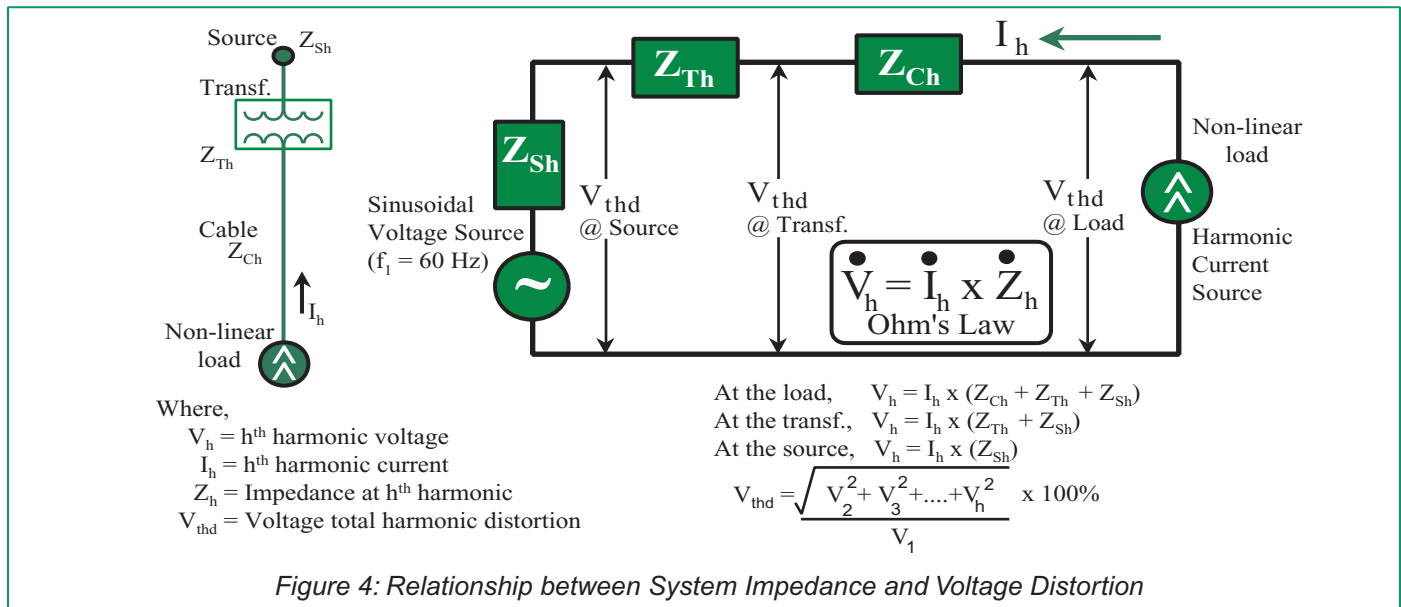 Source Z_Sh
Transf.
Z_Th
Cable
Z_Ch
I_h
Non-linear
load
Where,
V_h = h^th harmonic voltage
I_h = h^th harmonic current
Z_h = Impedance at h^th harmonic
V_thd = Voltage total harmonic distortion
I_h
Z_Th
Z_Ch
Z_Sh
Sinusoidal
Voltage Source
(f_1 = 60 Hz)
~
V_thd
@ Source
V_thd
@ Transf.
V_thd
@ Load
Non-linear
load
Harmonic
Current
Source
V̇_h = İ_h x Ż_h
Ohm's Law
At the load, V_h = I_h x (Z_Ch + Z_Th + Z_Sh)
At the transf., V_h = I_h x (Z_Th + Z_Sh)
At the source, V_h = I_h x (Z_Sh)
V_thd = √(V_2^2 + V_3^2 +....+V_h^2) / V_1 x 100%
Figure 4: Relationship between System Impedance and Voltage Distortion